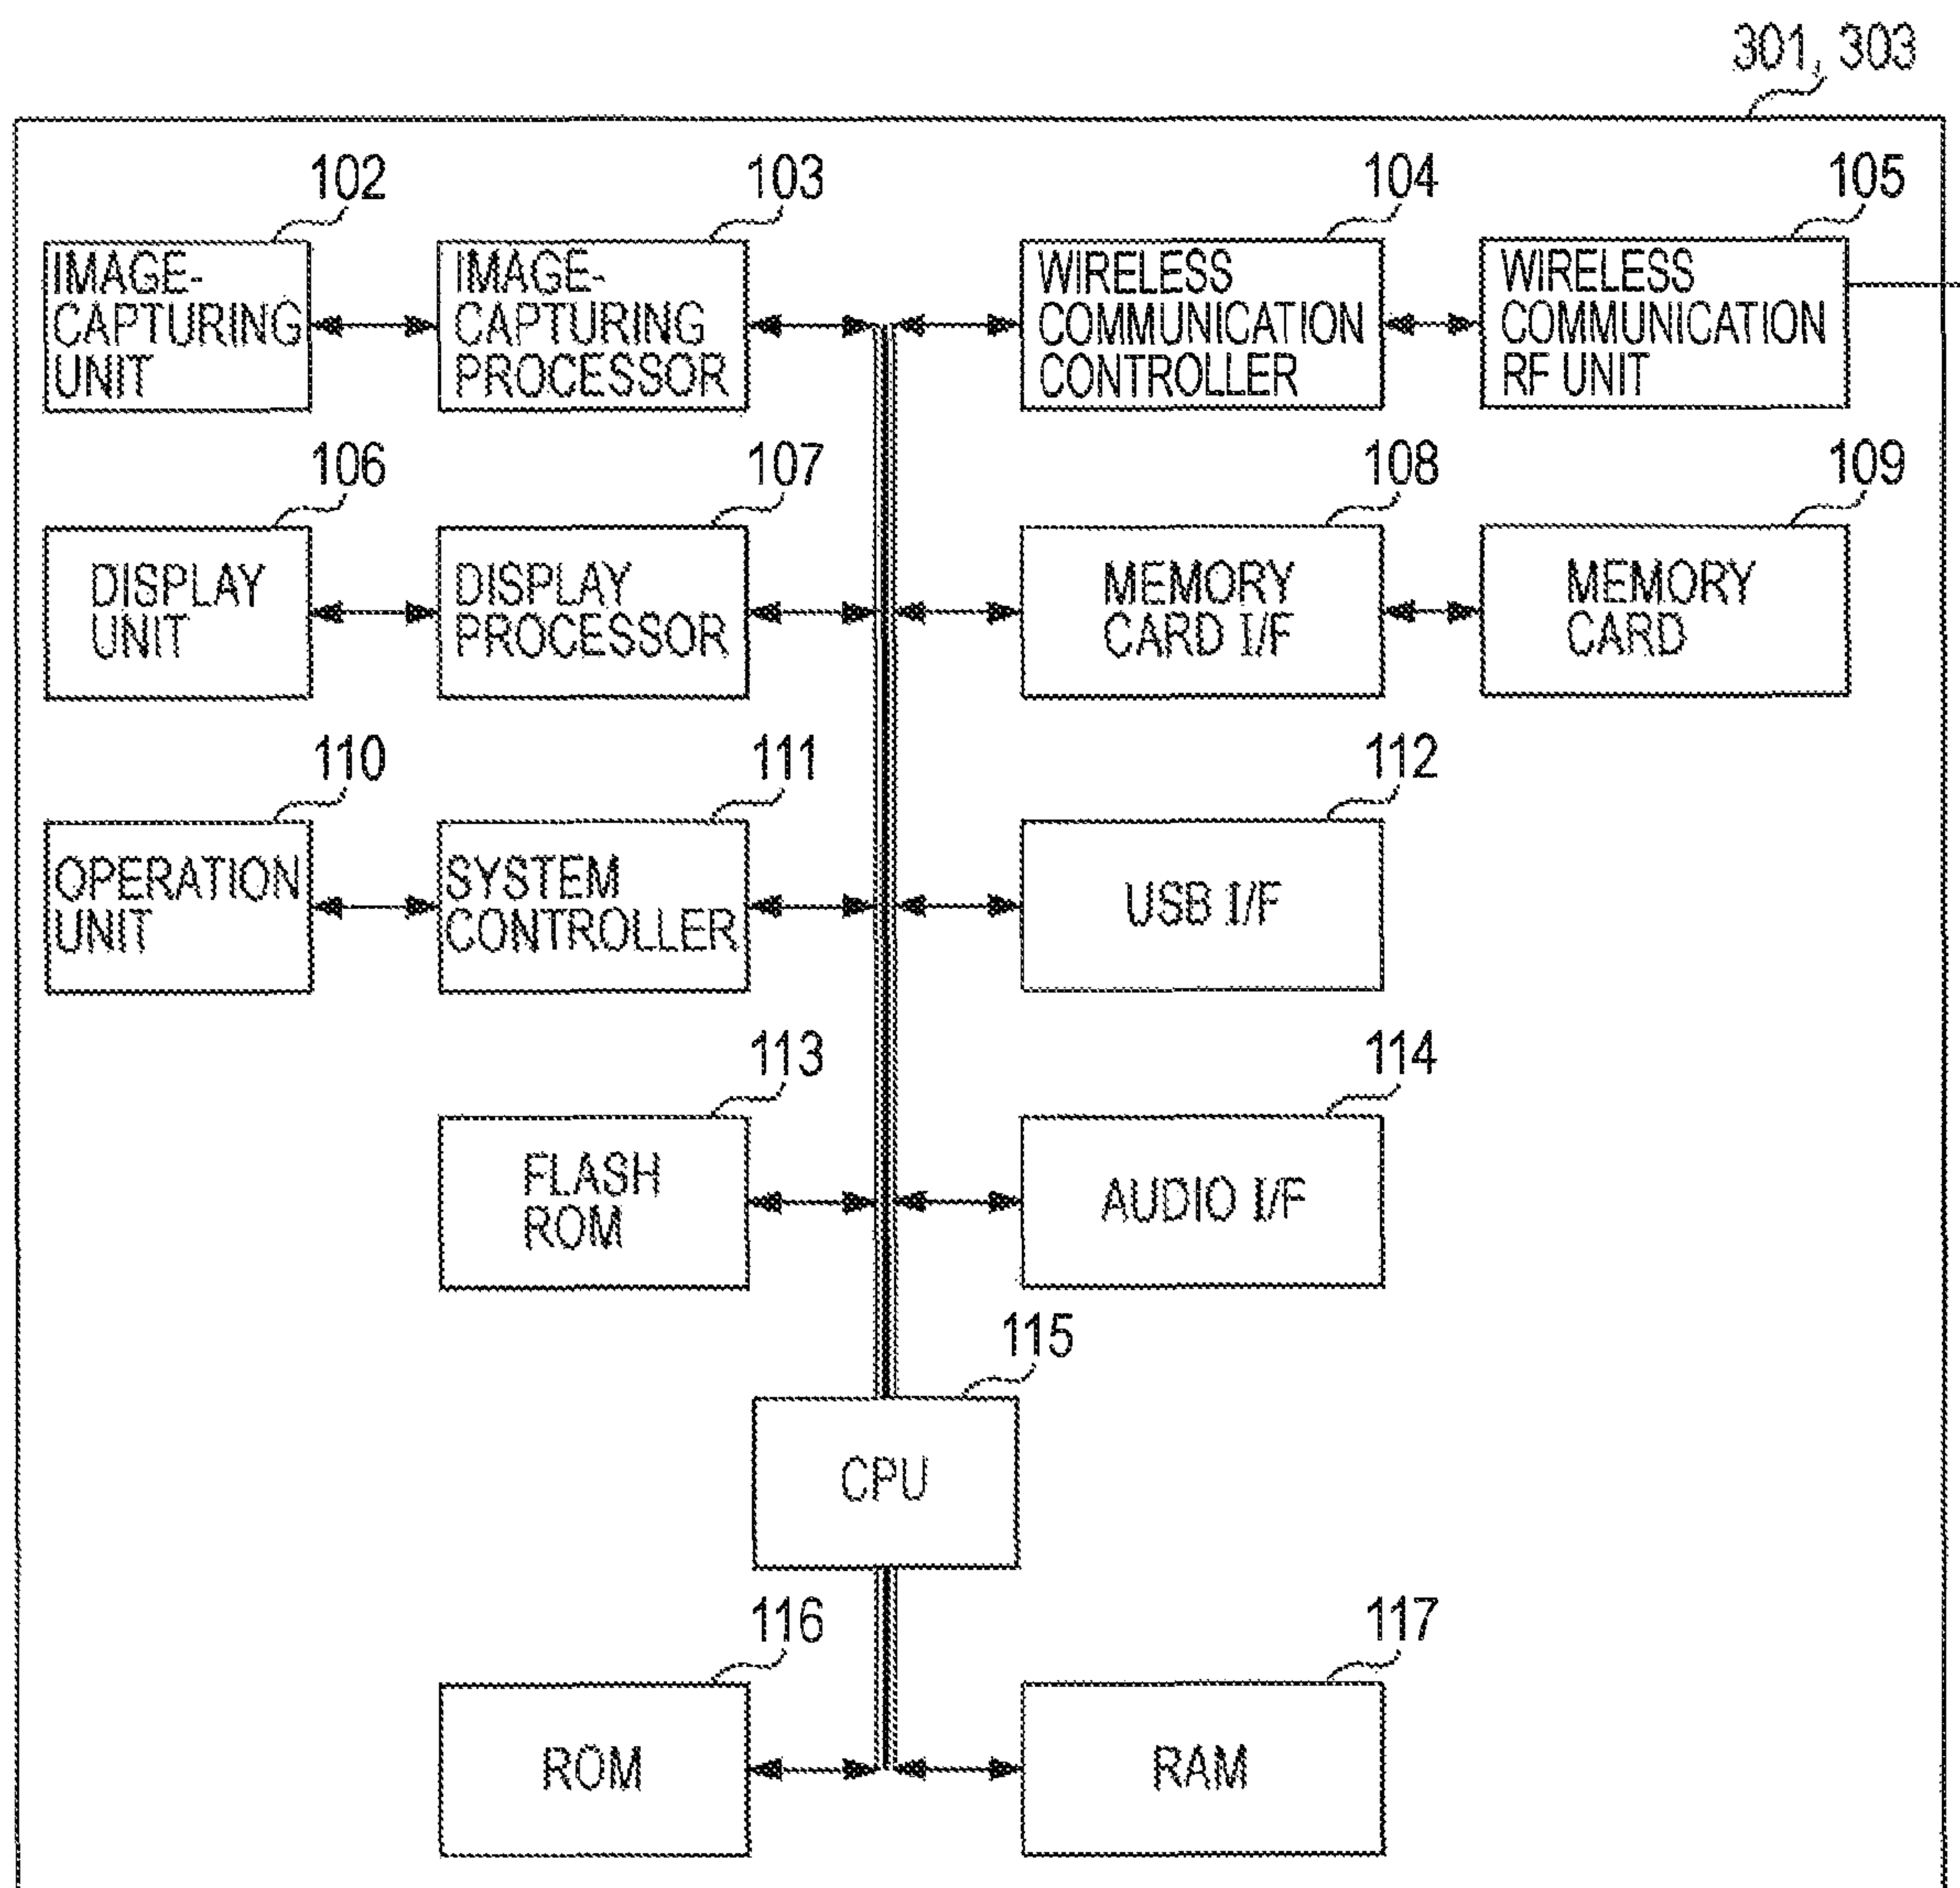 301, 303
102
103
104
105
IMAGE-
CAPTURING
UNIT
IMAGE-
CAPTURING
PROCESSOR
WIRELESS
COMMUNICATION
CONTROLLER
WIRELESS
COMMUNICATION
RF UNIT
106
107
108
109
DISPLAY
UNIT
DISPLAY
PROCESSOR
MEMORY
CARD I/F
MEMORY
CARD
110
111
112
OPERATION
UNIT
SYSTEM
CONTROLLER
USB I/F
113
114
FLASH
ROM
AUDIO I/F
115
CPU
116
117
ROM
RAM